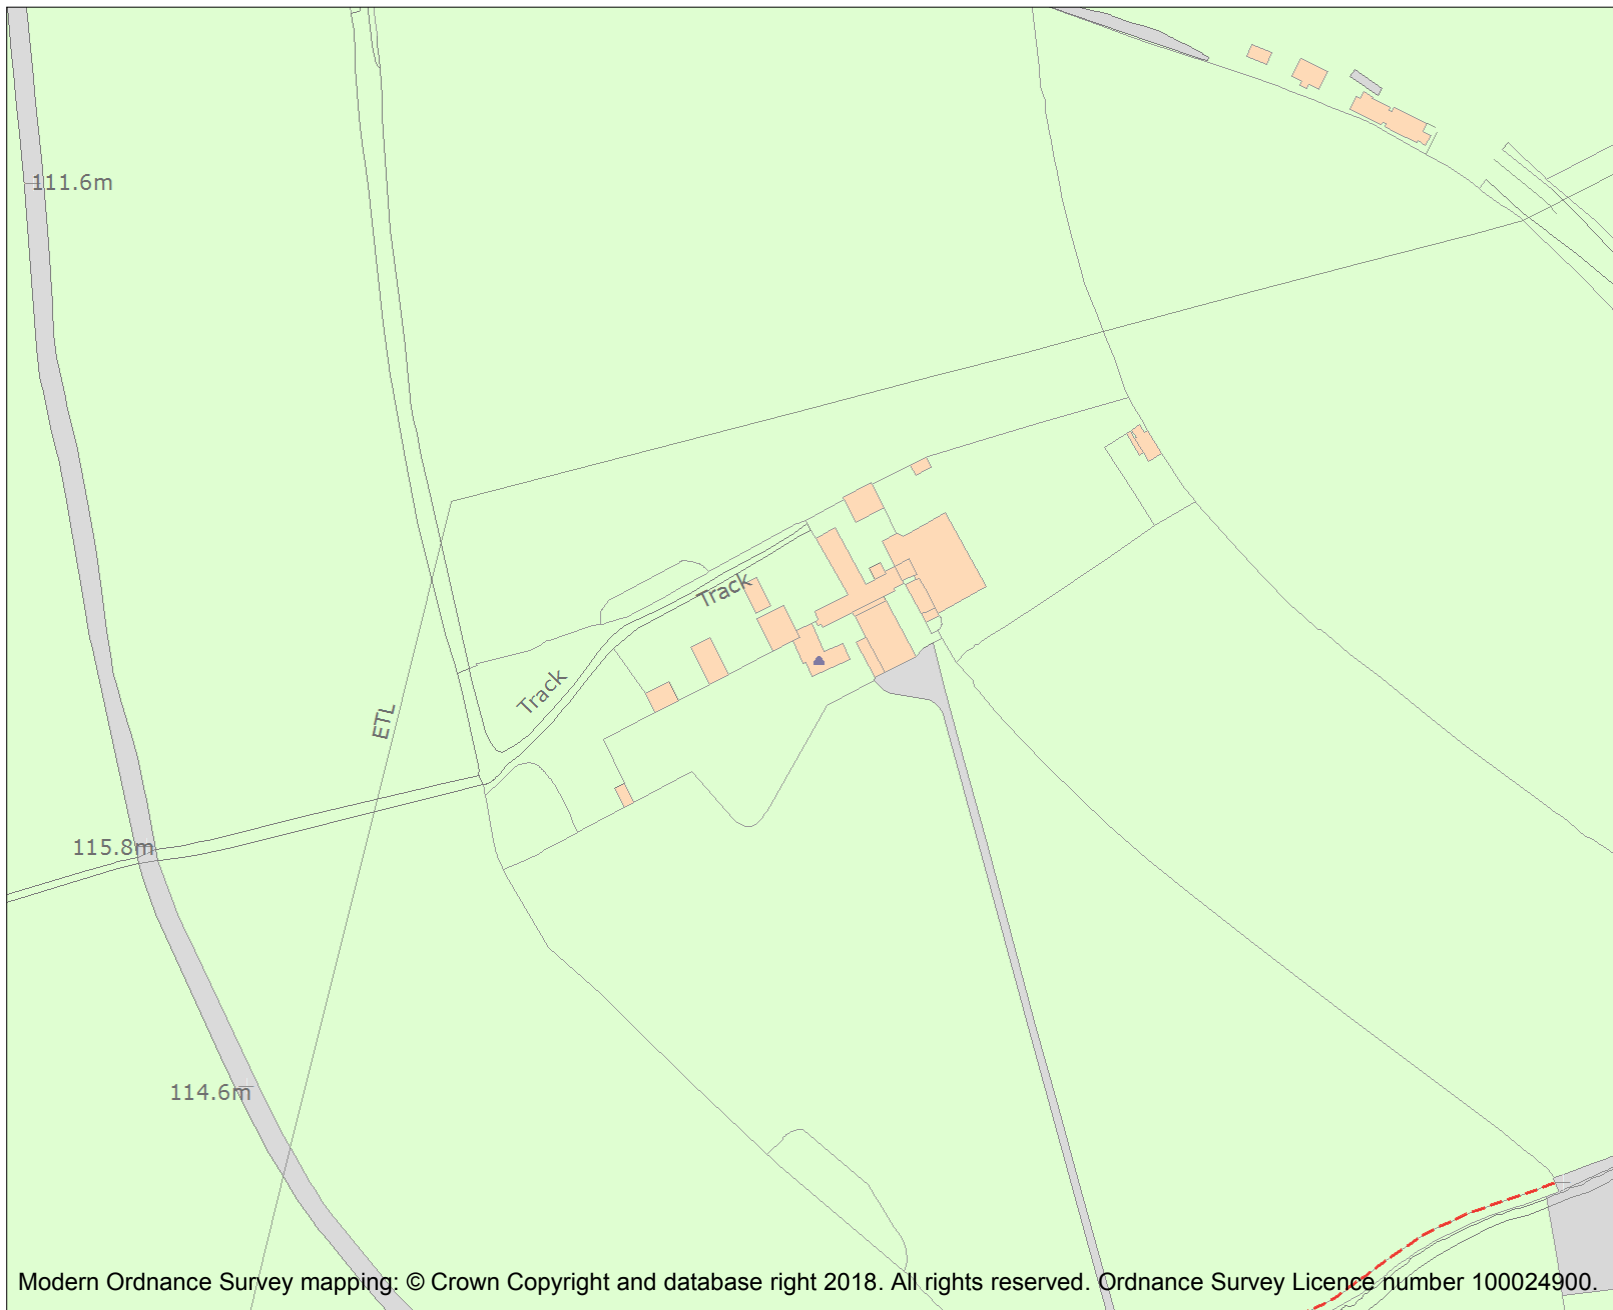 111.6m
Track
Track
ETL
115.8m
114.6m
Modern Ordnance Survey mapping: © Crown Copyright and database right 2018. All rights reserved. Ordnance Survey Licence number 100024900.